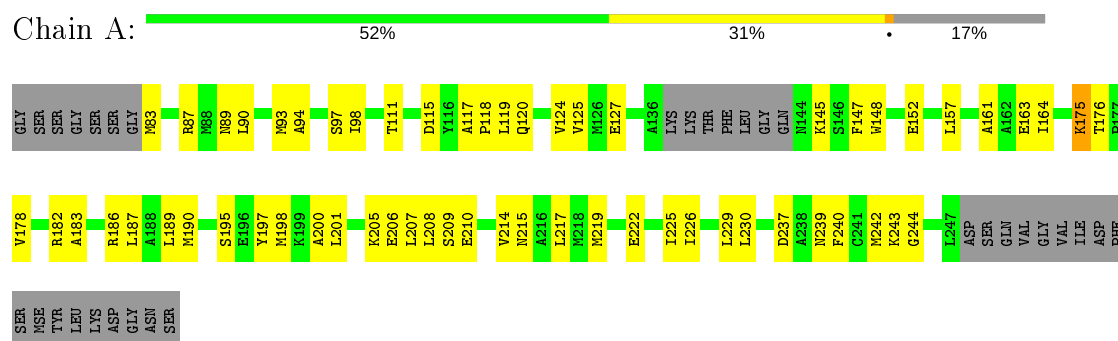 Chain A:
52% 31% • 17%
GLY SER SER GLY SER SER GLY M83 R87 M88 N89 L90 M93 A94 S97 I98 T111 D115 Y116 A117 P118 L119 Q120 V124 V125 M126 E127 A136 LYS LYS THR PHE LEU GLY GLN N144 K145 S146 F147 W148 E152 L157 A161 A162 E163 I164 K175 T176 P177
V178 R182 A183 R186 L187 A188 L189 M190 S195 E196 Y197 M198 K199 A200 L201 K205 E206 L207 L208 S209 E210 V214 N215 A216 L217 M218 M219 E222 I225 I226 L229 L230 D237 A238 N239 F240 C241 M242 K243 G244 L247 ASP SER GLN VAL GLY VAL ILE ASP PHE
SER MSE TYR LEU LYS ASP GLY ASN SER